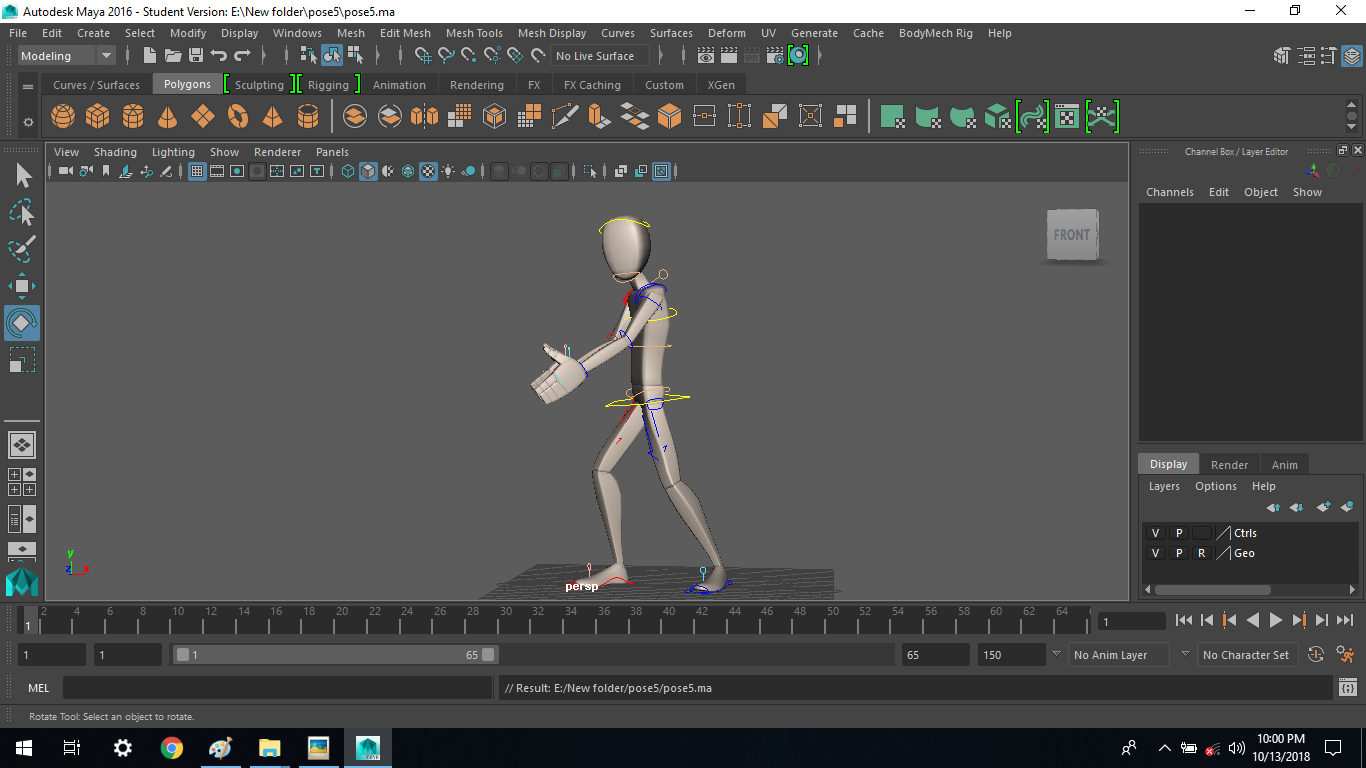 Autodesk Maya 2016 - Student Version: E:\New folder\pose5\pose5.ma
File Edit Create Select Modify Display Windows Mesh Edit Mesh Mesh Tools Mesh Display Curves Surfaces Deform UV Generate Cache BodyMech Rig Help
Modeling No Live Surface
Curves / Surfaces Polygons Sculpting Rigging Animation Rendering FX FX Caching Custom XGen
View Shading Lighting Show Renderer Panels
Channel Box / Layer Editor
Channels Edit Object Show
FRONT
Display Render Anim
Layers Options Help
V P Ctrls
V P R Geo
y
z x
persp
2 4 6 8 10 12 14 16 18 20 22 24 26 28 30 32 34 36 38 40 42 44 46 48 50 52 54 56 58 60 62 64
1 1
1 1 1 65 65 150 No Anim Layer No Character Set
MEL // Result: E:/New folder/pose5/pose5.ma
Rotate Tool: Select an object to rotate.
10:00 PM
10/13/2018